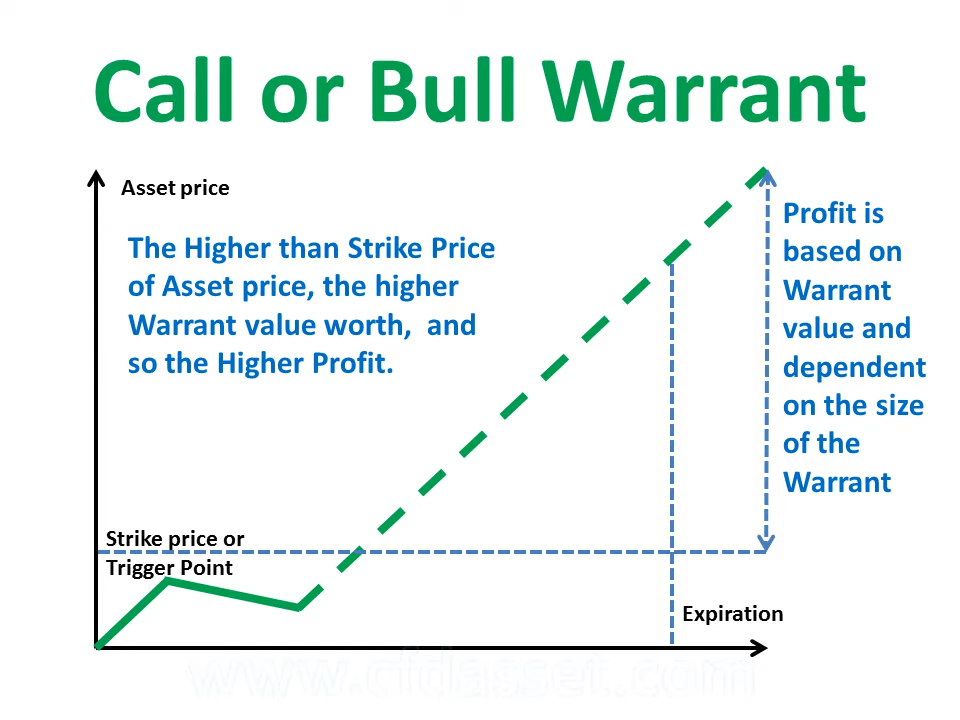 Call or Bull Warrant
Asset price
The Higher than Strike Price
of Asset price, the higher
Warrant value worth,  and
so the Higher Profit.
Profit is
based on
Warrant
value and
dependent
on the size
of the
Warrant
Strike price or
Trigger Point
Expiration
www.cfdasset.com